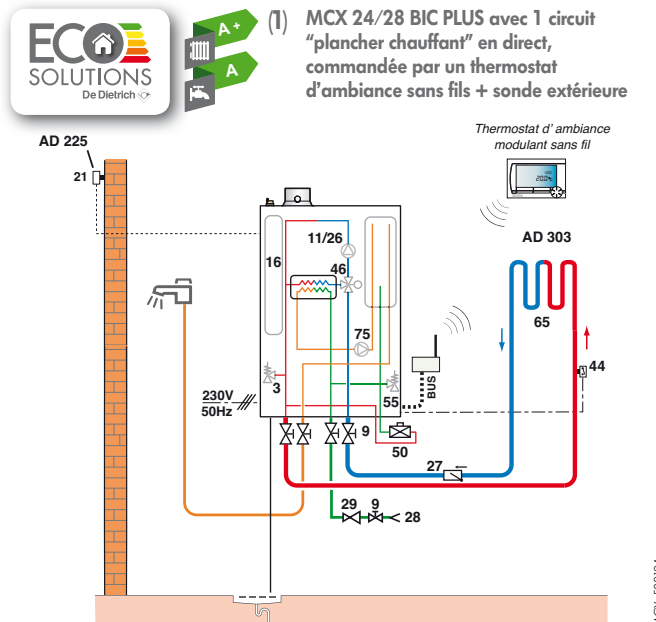 ECO
SOLUTIONS
De Dietrich
A+
A
(1) MCX 24/28 BIC PLUS avec 1 circuit
“plancher chauffant” en direct,
commandée par un thermostat
d’ambiance sans fils + sonde extérieure
Thermostat d’ ambiance
modulant sans fil
AD 225
21
AD 303
11/26
16
46
65
75
44
3
55
BUS
230V
50Hz
9
50
27
29
9
28